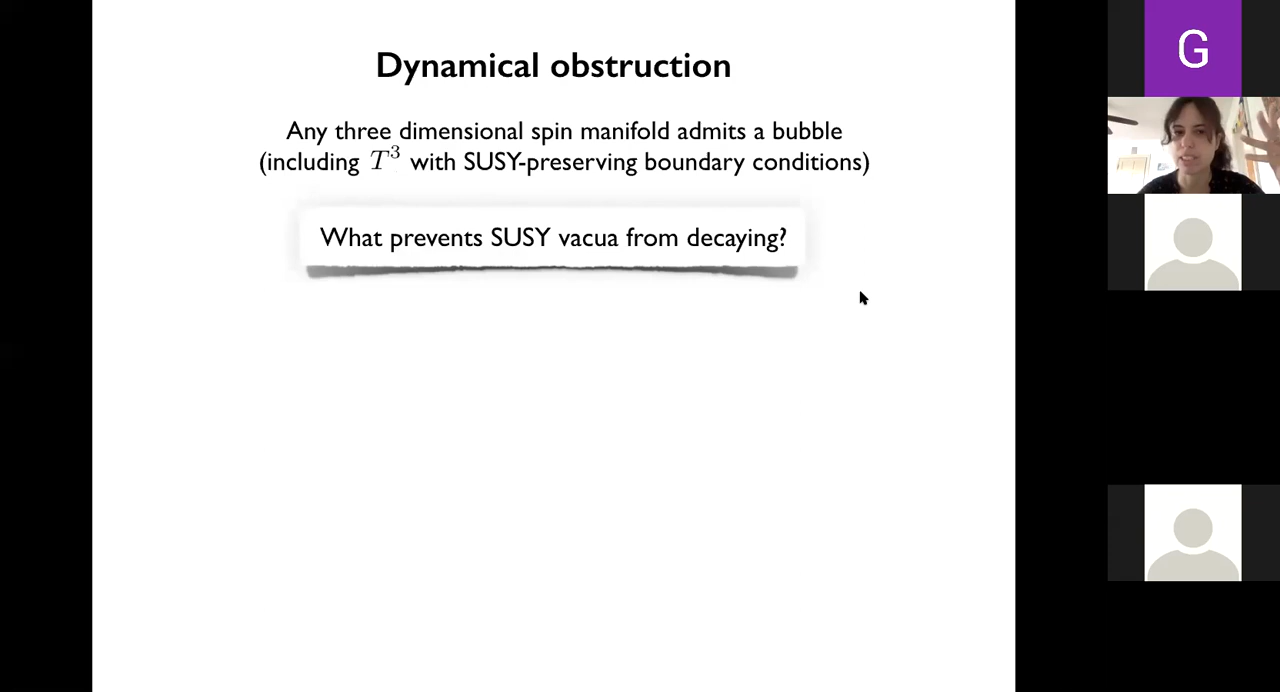 Dynamical obstruction
Any three dimensional spin manifold admits a bubble
(including T³ with SUSY-preserving boundary conditions)
What prevents SUSY vacua from decaying?
G